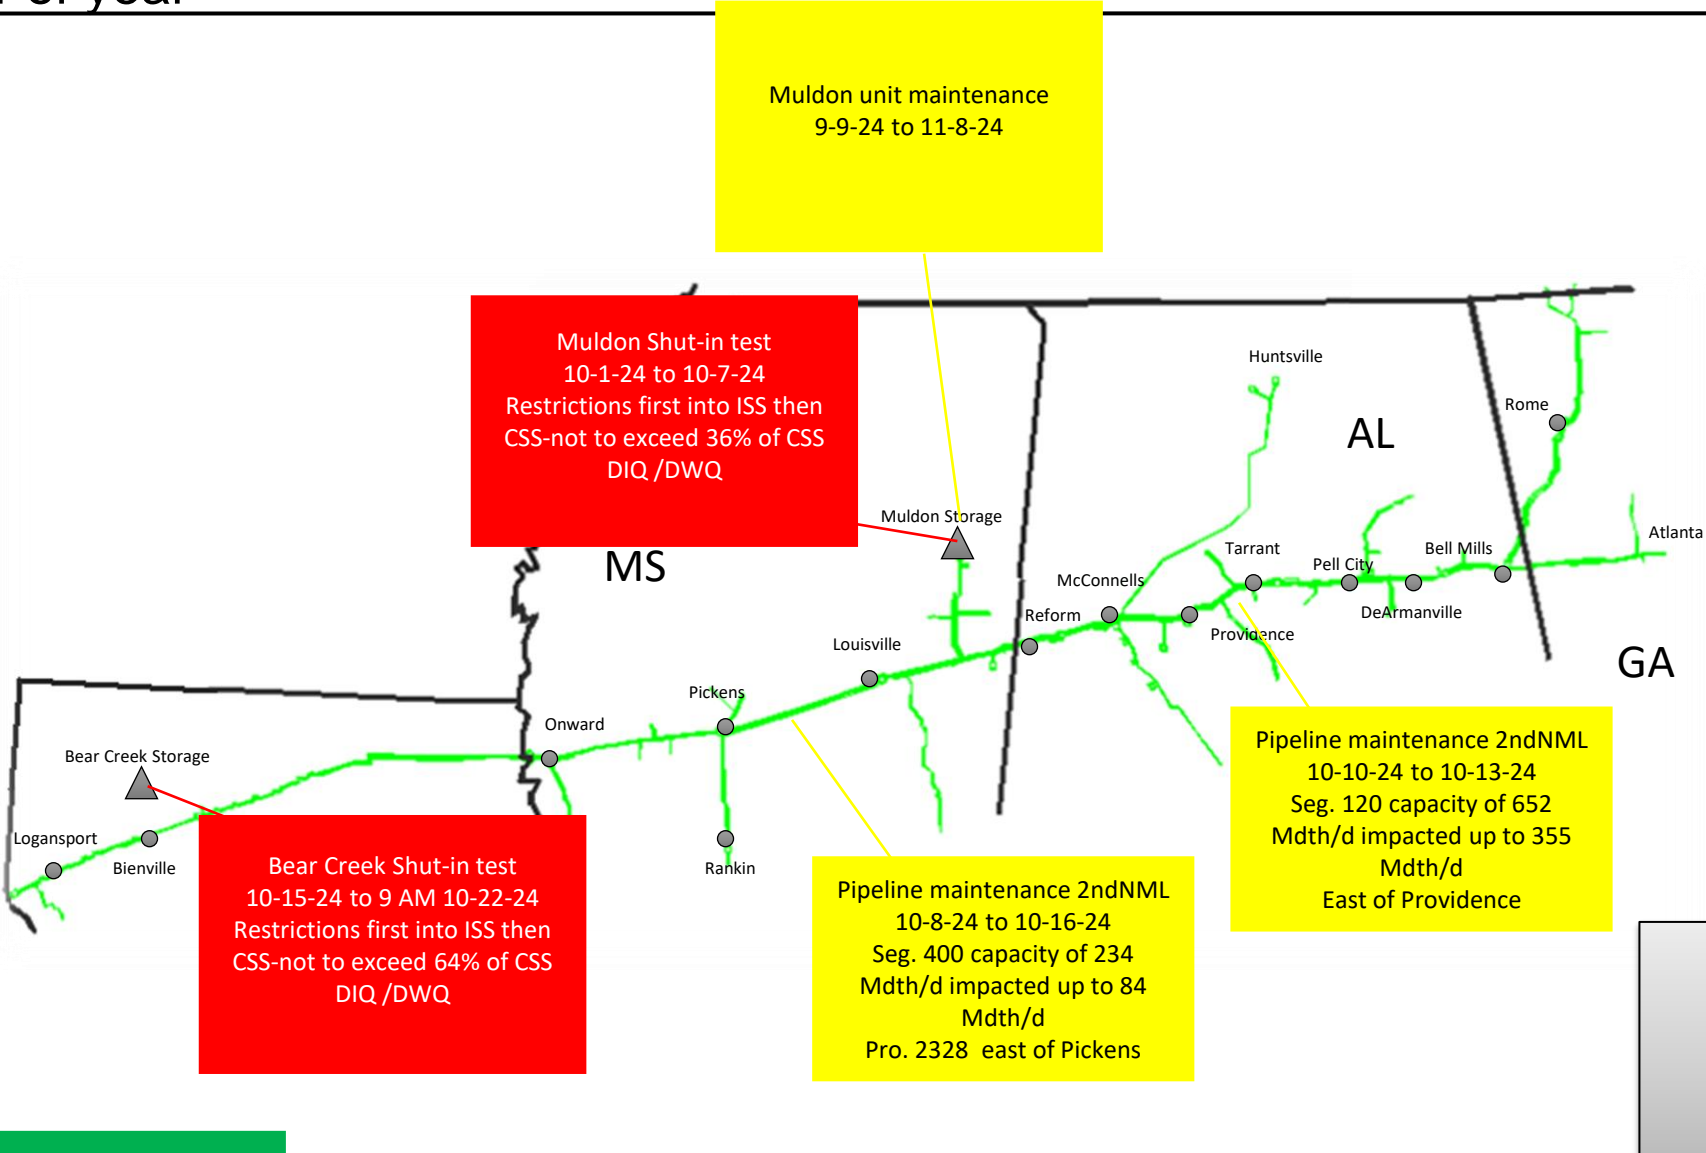 of year
Muldon unit maintenance
9-9-24 to 11-8-24
Muldon Shut-in test
10-1-24 to 10-7-24
Restrictions first into ISS then
CSS-not to exceed 36% of CSS
DIQ /DWQ
Huntsville
Rome
AL
Muldon Storage
Atlanta
MS
Tarrant
Bell Mills
Pell City
McConnells
DeArmanville
Reform
Providence
Louisville
GA
Pickens
Onward
Bear Creek Storage
Logansport
Bienville
Rankin
Pipeline maintenance 2ndNML
10-10-24 to 10-13-24
Seg. 120 capacity of 652
Mdth/d impacted up to 355
Mdth/d
East of Providence
Bear Creek Shut-in test
10-15-24 to 9 AM 10-22-24
Restrictions first into ISS then
CSS-not to exceed 64% of CSS
DIQ /DWQ
Pipeline maintenance 2ndNML
10-8-24 to 10-16-24
Seg. 400 capacity of 234
Mdth/d impacted up to 84
Mdth/d
Pro. 2328  east of Pickens